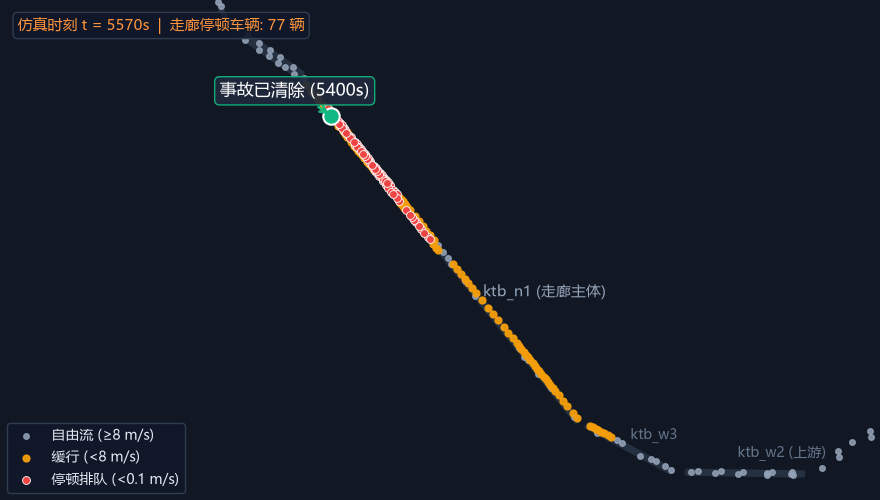 仿真时刻 t = 5570s | 走廊停顿车辆: 77 辆
事故已清除 (5400s)
ktb_n1 (走廊主体)
ktb_w3
ktb_w2 (上游)
自由流 (≥8 m/s)
缓行 (<8 m/s)
停顿排队 (<0.1 m/s)